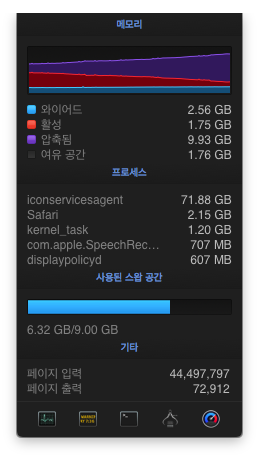 메모리
와이어드 2.56 GB
활성 1.75 GB
압축됨 9.93 GB
여유 공간 1.76 GB
프로세스
iconservicesagent 71.88 GB
Safari 2.15 GB
kernel_task 1.20 GB
com.apple.SpeechRec... 707 MB
displaypolicyd 607 MB
사용된 스왑 공간
6.32 GB/9.00 GB
기타
페이지 입력 44,497,797
페이지 출력 72,912